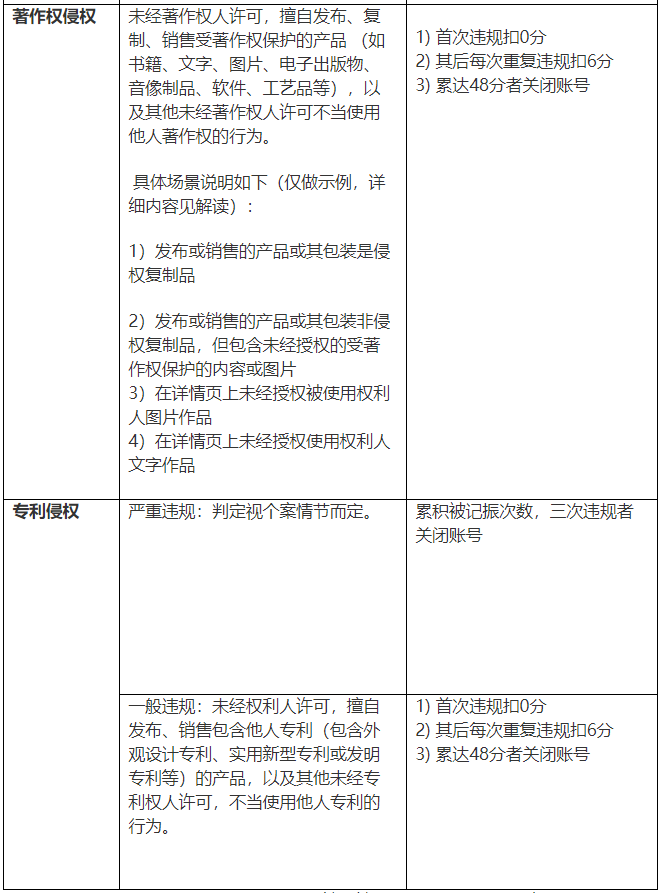 著作权侵权
未经著作权人许可，擅自发布、复
制、销售受著作权保护的产品 （如
书籍、文字、图片、电子出版物、
音像制品、软件、工艺品等），以
及其他未经著作权人许可不当使用
他人著作权的行为。
具体场景说明如下（仅做示例，详
细内容见解读）：
1）发布或销售的产品或其包装是侵
权复制品
2）发布或销售的产品或其包装非侵
权复制品，但包含未经授权的受著
作权保护的内容或图片
3）在详情页上未经授权被使用权利
人图片作品
4）在详情页上未经授权使用权利人
文字作品
1) 首次违规扣0分
2) 其后每次重复违规扣6分
3) 累达48分者关闭账号
专利侵权
严重违规：判定视个案情节而定。
累积被记振次数，三次违规者
关闭账号
一般违规：未经权利人许可，擅自
发布、销售包含他人专利（包含外
观设计专利、实用新型专利或发明
专利等）的产品，以及其他未经专
利权人许可，不当使用他人专利的
行为。
1) 首次违规扣0分
2) 其后每次重复违规扣6分
3) 累达48分者关闭账号